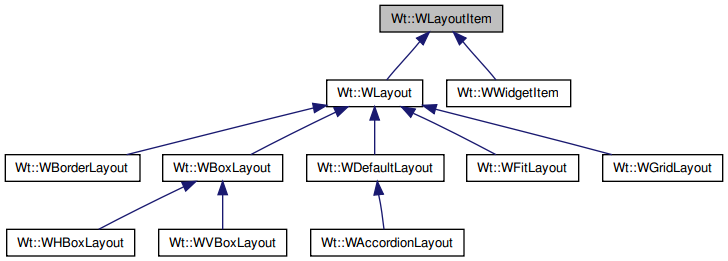 Wt::WLayoutItem
Wt::WLayout
Wt::WWidgetItem
Wt::WBorderLayout
Wt::WBoxLayout
Wt::WDefaultLayout
Wt::WFitLayout
Wt::WGridLayout
Wt::WHBoxLayout
Wt::WVBoxLayout
Wt::WAccordionLayout